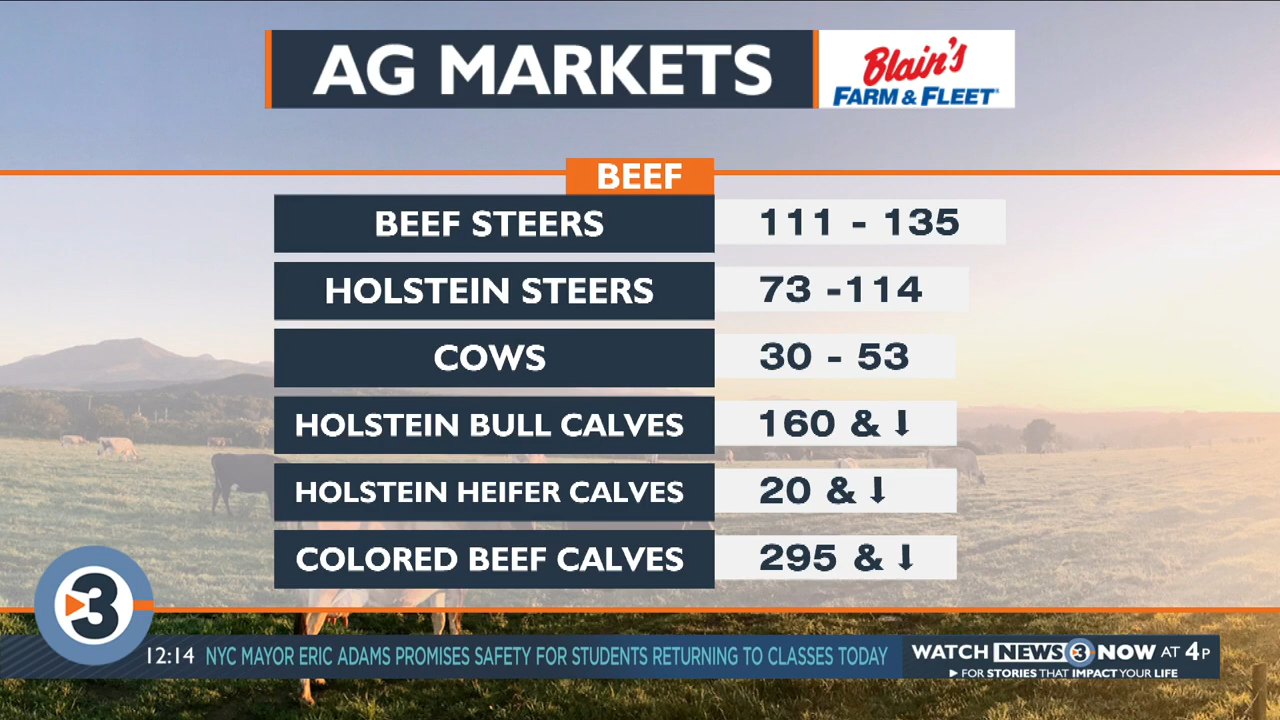 AG MARKETS
Blain's
FARM & FLEET
BEEF
BEEF STEERS 111 - 135
HOLSTEIN STEERS 73 -114
COWS 30 - 53
HOLSTEIN BULL CALVES 160 & ⬇
HOLSTEIN HEIFER CALVES 20 & ⬇
COLORED BEEF CALVES 295 & ⬇
3
12:14 NYC MAYOR ERIC ADAMS PROMISES SAFETY FOR STUDENTS RETURNING TO CLASSES TODAY
WATCH NEWS 3 NOW AT 4P
▶ FOR STORIES THAT IMPACT YOUR LIFE